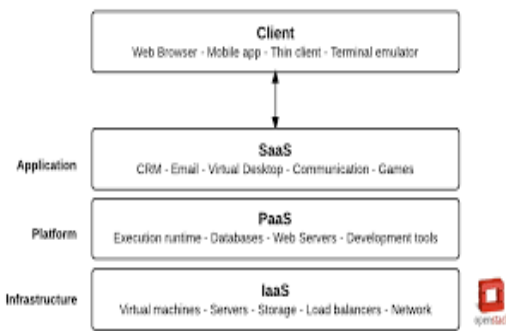 Client
Web Browser - Mobile app - Thin client - Terminal emulator
SaaS
Application
CRM - Email - Virtual Desktop - Communication - Games
PaaS
Platform
Execution runtime - Databases - Web Servers - Development tools
IaaS
Infrastructure
Virtual machines - Servers - Storage - Load balancers - Network